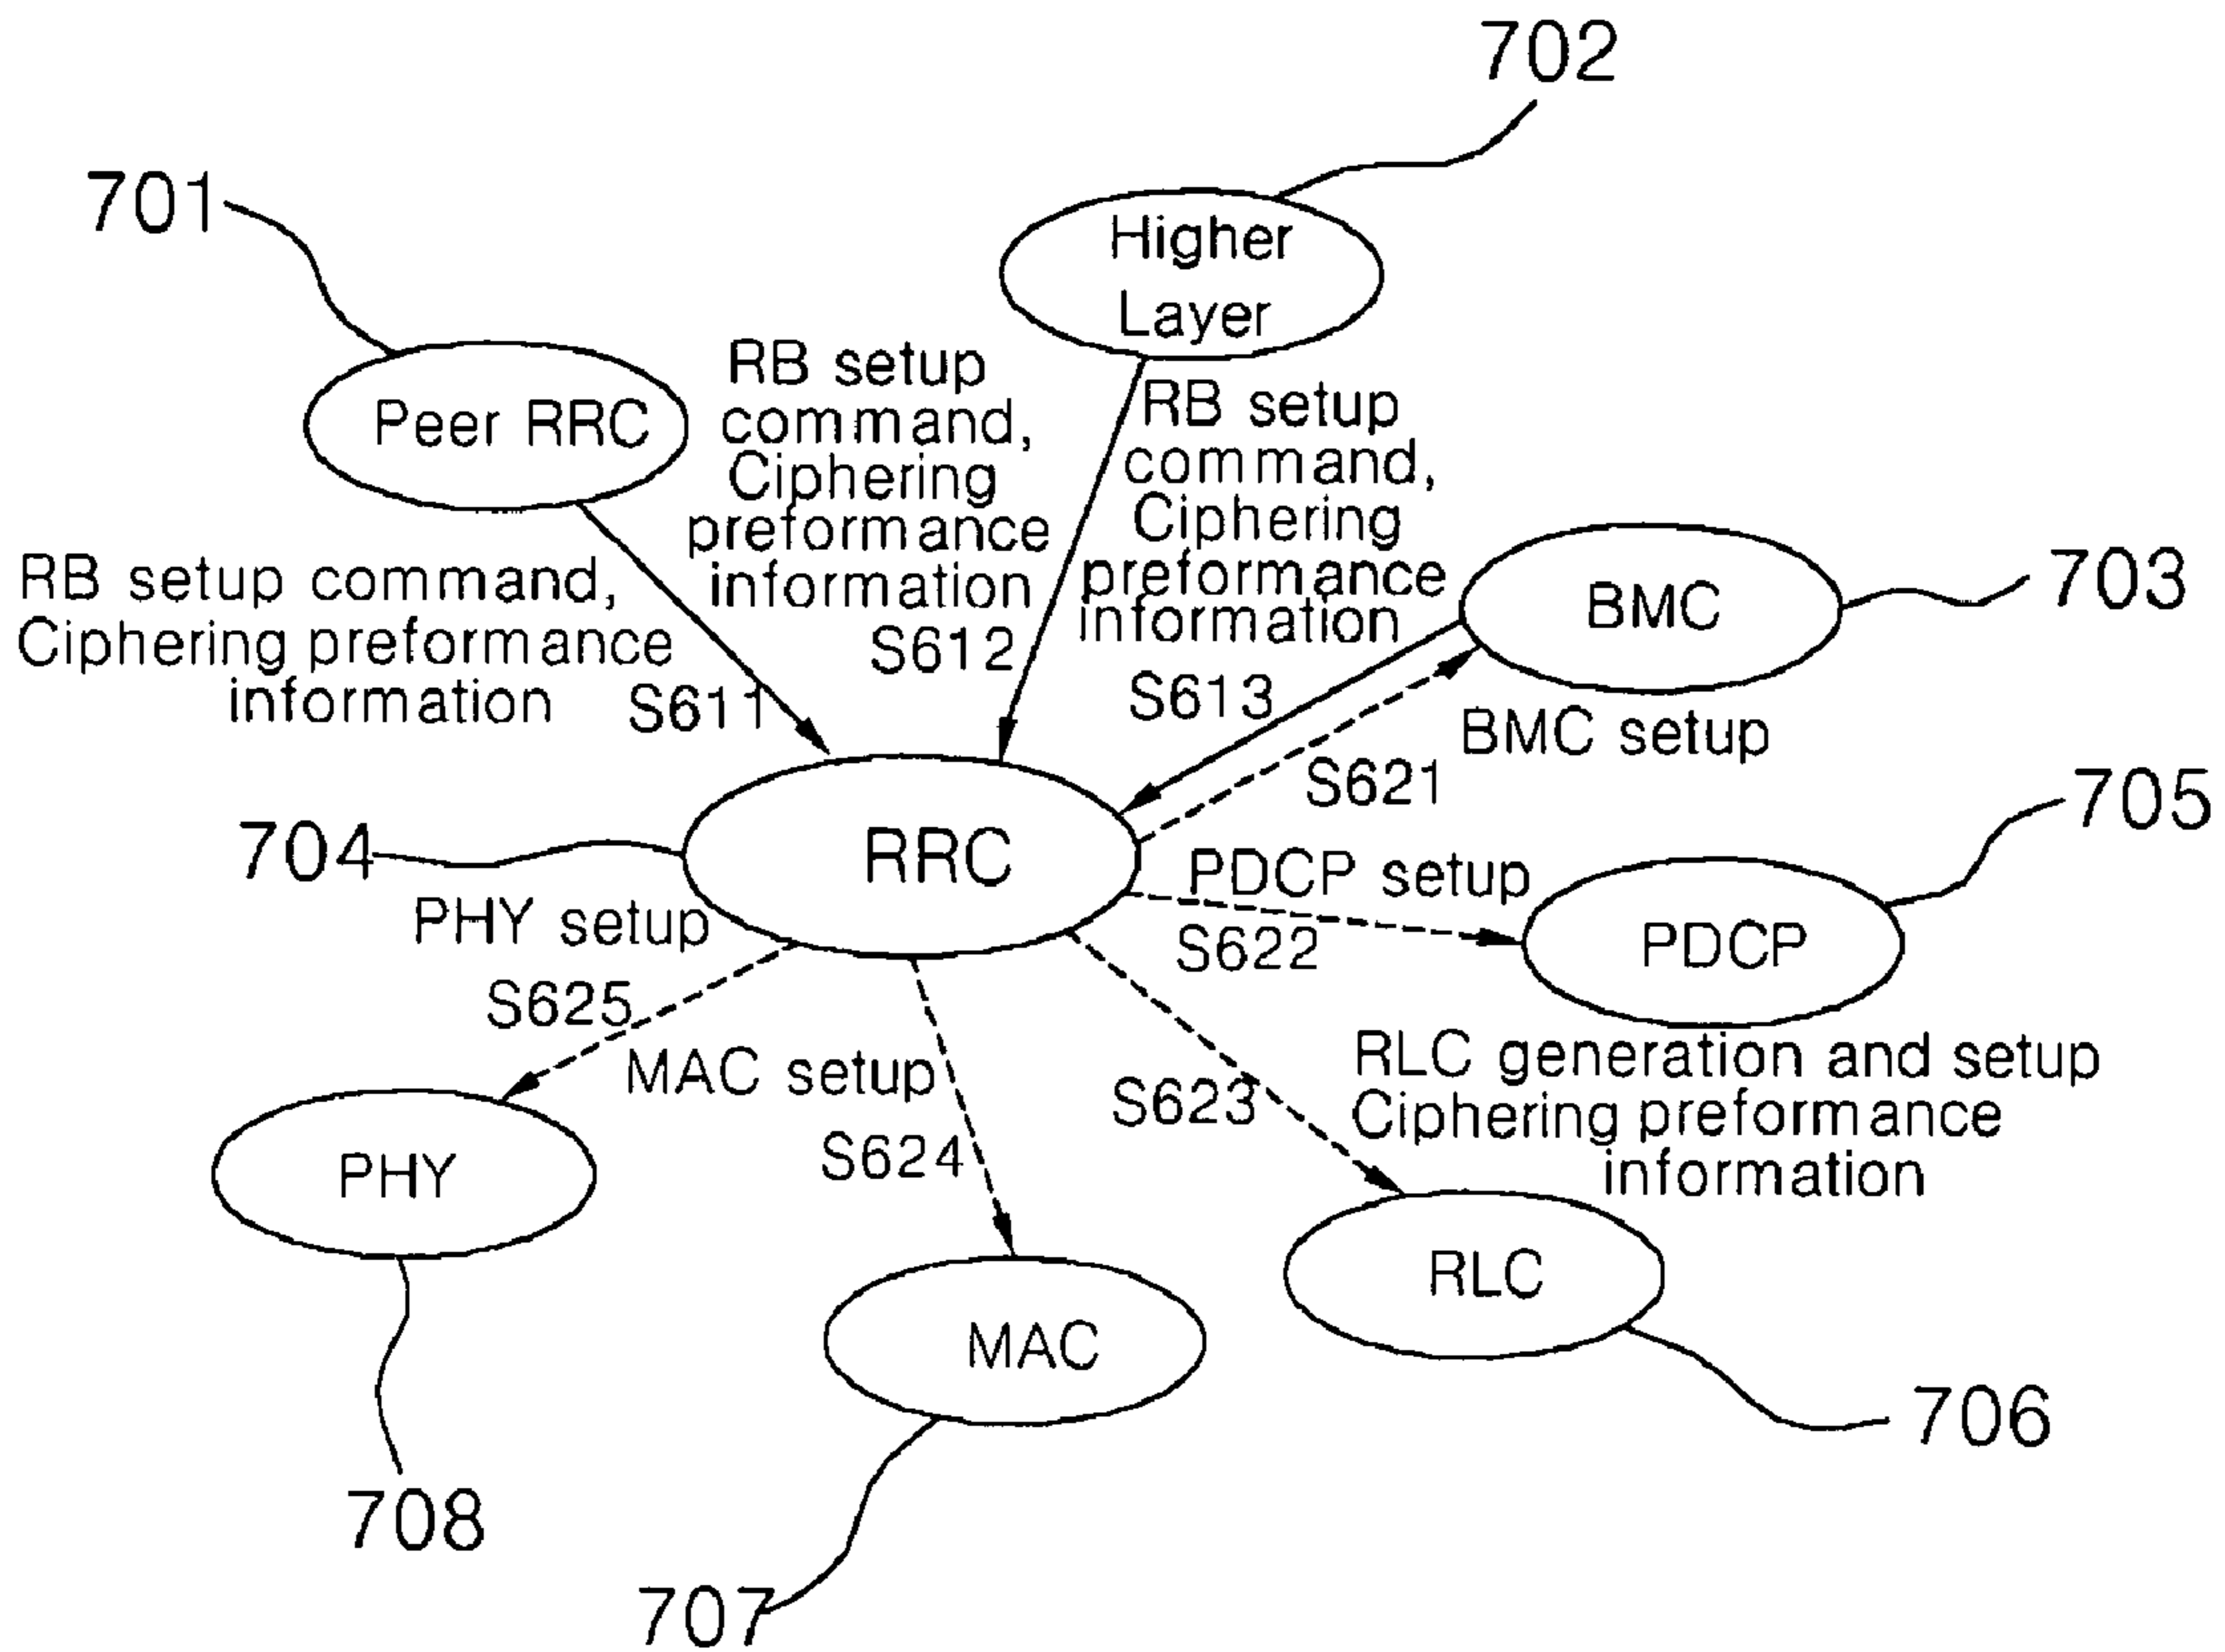 702
701
Higher
Layer
Peer RRC
RB setup
command,
Ciphering
preformance
information
S612
RB setup
command,
Ciphering
preformance
information
S613
RB setup command,
Ciphering preformance
information
S611
BMC
703
BMC setup
S621
705
704
RRC
PDCP setup
S622
PDCP
PHY setup
S625
MAC setup
S624
S623
RLC generation and setup
Ciphering preformance
information
PHY
RLC
MAC
706
708
707